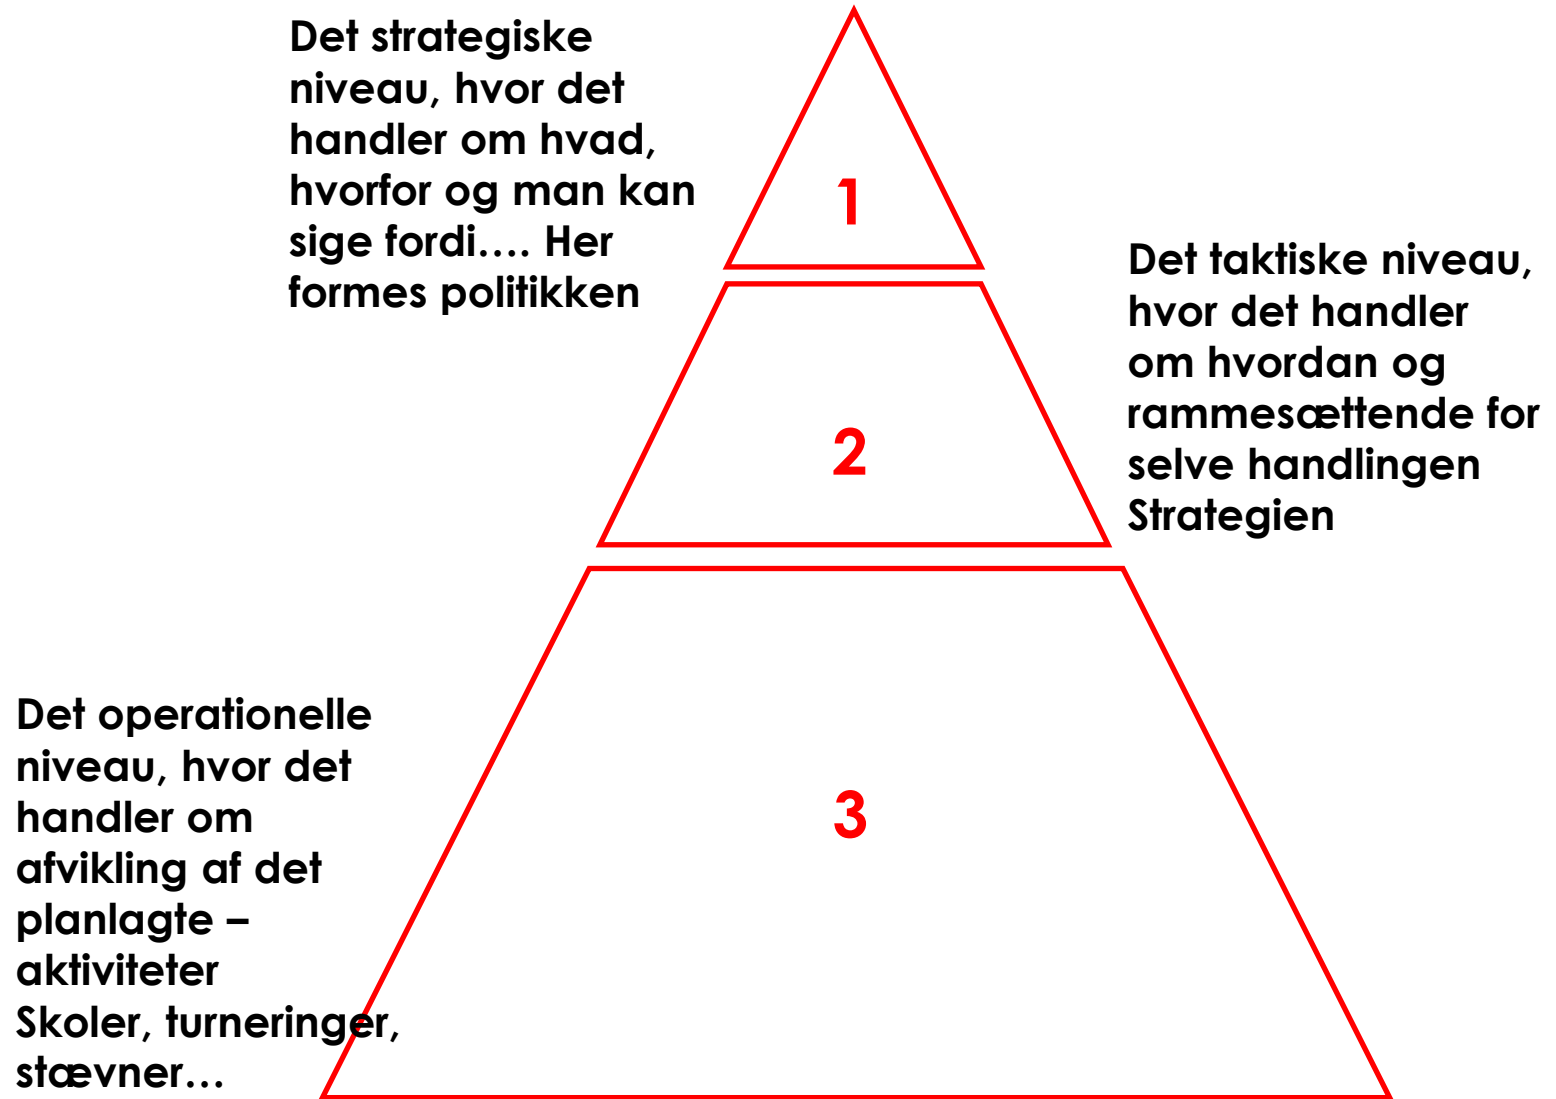 Det strategiske
niveau, hvor det
handler om hvad,
hvorfor og man kan
sige fordi…. Her
formes politikken
1
Det taktiske niveau,
hvor det handler
om hvordan og
rammesættende for
selve handlingen
Strategien
2
Det operationelle
niveau, hvor det
handler om
afvikling af det
planlagte –
aktiviteter
Skoler, turneringer,
stævner…
3